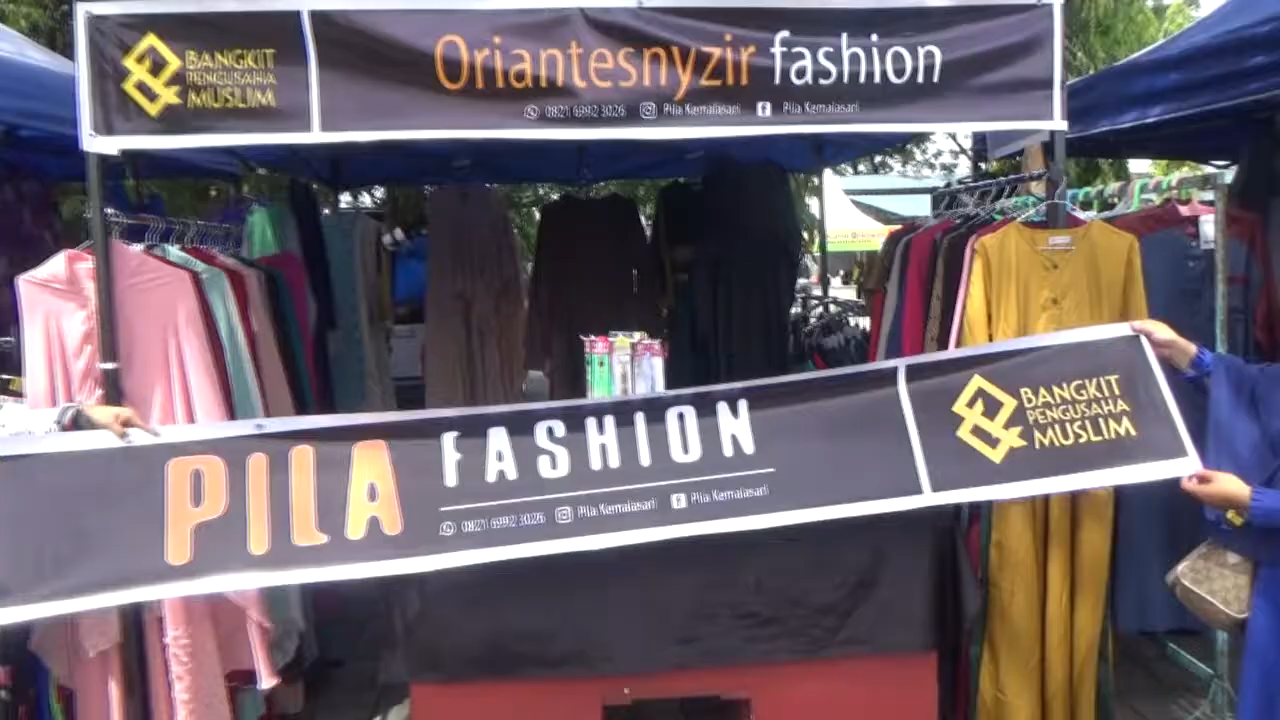 BANGKIT
PENGUSAHA
MUSLIM
Oriantesnyzir fashion
0821 6992 3026 Pila Kemalasari Pila Kemalasari
PILA FASHION
0821 6992 3026 Pila Kemalasari Pila Kemalasari
BANGKIT
PENGUSAHA
MUSLIM